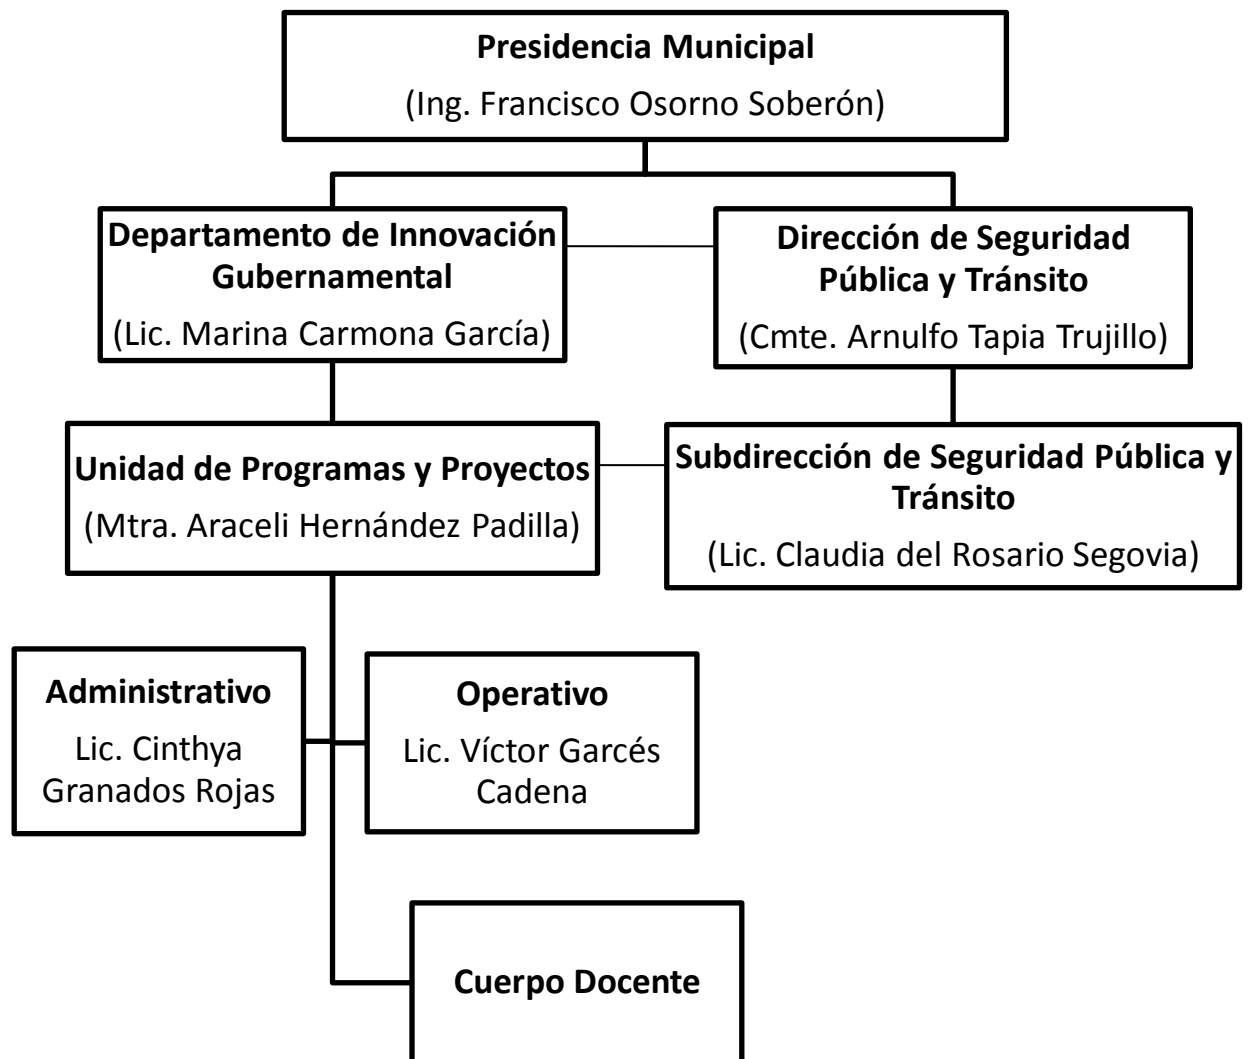 Presidencia Municipal
(Ing. Francisco Osorno Soberón)
Departamento de Innovación
Gubernamental
(Lic. Marina Carmona García)
Dirección de Seguridad
Pública y Tránsito
(Cmte. Arnulfo Tapia Trujillo)
Unidad de Programas y Proyectos
(Mtra. Araceli Hernández Padilla)
Subdirección de Seguridad Pública y
Tránsito
(Lic. Claudia del Rosario Segovia)
Administrativo
Lic. Cinthya
Granados Rojas
Operativo
Lic. Víctor Garcés
Cadena
Cuerpo Docente